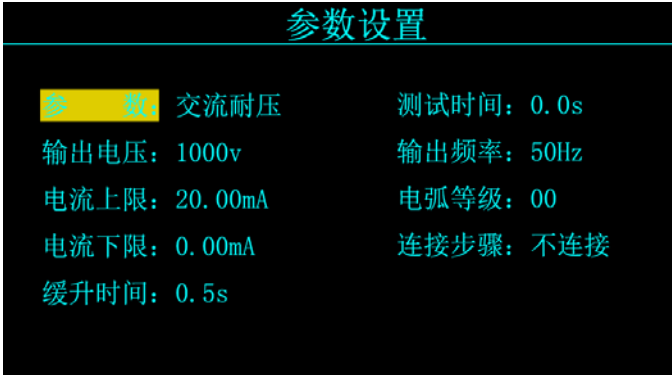 参数设置
参　　数：交流耐压　测试时间：0.0s
输出电压：1000v　输出频率：50Hz
电流上限：20.00mA　电弧等级：00
电流下限：0.00mA　连接步骤：不连接
缓升时间：0.5s